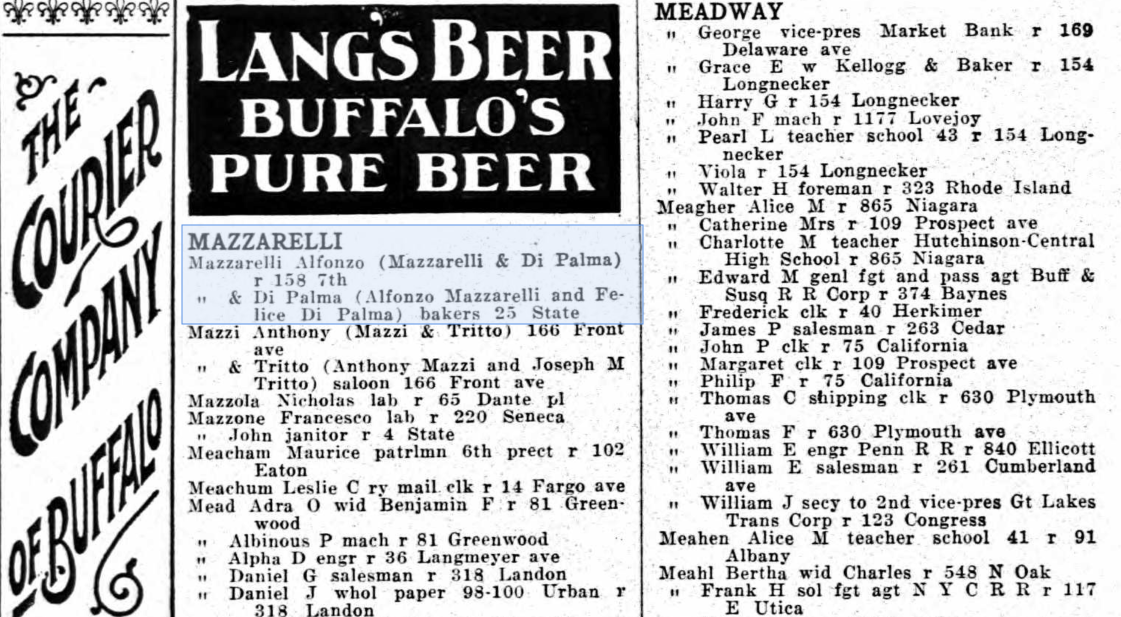 THE
COURIER
COMPANY
OF BUFFALO
LANG'S BEER
BUFFALO'S
PURE BEER
MAZZARELLI
Mazzarelli Alfonzo (Mazzarelli & Di Palma)
r 158 7th
" & Di Palma (Alfonzo Mazzarelli and Fe-
lice Di Palma) bakers 25 State
Mazzi Anthony (Mazzi & Tritto) 166 Front
ave
" & Tritto (Anthony Mazzi and Joseph M
Tritto) saloon 166 Front ave
Mazzola Nicholas lab r 65 Dante pl
Mazzone Francesco lab r 220 Seneca
" John janitor r 4 State
Meacham Maurice patrlmn 6th prect r 102
Eaton
Meachum Leslie C ry mail clk r 14 Fargo ave
Mead Adra O wid Benjamin F r 81 Green-
wood
" Albinous P mach r 81 Greenwood
" Alpha D engr r 36 Langmeyer ave
" Daniel G salesman r 318 Landon
" Daniel J whol paper 98-100 Urban r
318 Landon
MEADWAY
" George vice-pres Market Bank r 169
Delaware ave
" Grace E w Kellogg & Baker r 154
Longnecker
" Harry G r 154 Longnecker
" John F mach r 1177 Lovejoy
" Pearl L teacher school 43 r 154 Long-
necker
" Viola r 154 Longnecker
" Walter H foreman r 323 Rhode Island
Meagher Alice M r 865 Niagara
" Catherine Mrs r 109 Prospect ave
" Charlotte M teacher Hutchinson-Central
High School r 865 Niagara
" Edward M genl fgt and pass agt Buff &
Susq R R Corp r 374 Baynes
" Frederick clk r 40 Herkimer
" James P salesman r 263 Cedar
" John P clk r 75 California
" Margaret clk r 109 Prospect ave
" Philip F r 75 California
" Thomas C shipping clk r 630 Plymouth
ave
" Thomas F r 630 Plymouth ave
" William E engr Penn R R r 840 Ellicott
" William E salesman r 261 Cumberland
ave
" William J secy to 2nd vice-pres Gt Lakes
Trans Corp r 123 Congress
Meahen Alice M teacher school 41 r 91
Albany
Meahl Bertha wid Charles r 548 N Oak
" Frank H sol fgt agt N Y C R R r 117
E Utica